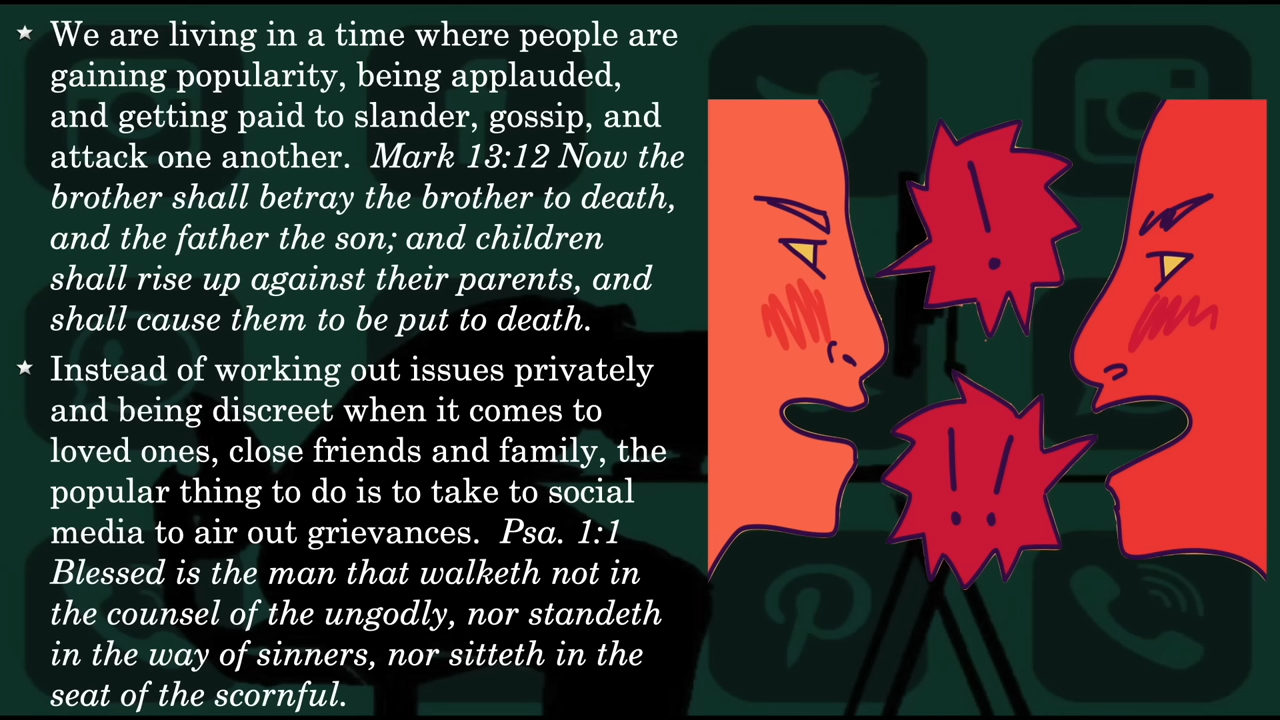 We are living in a time where people are
gaining popularity, being applauded,
and getting paid to slander, gossip, and
attack one another. Mark 13:12 Now the
brother shall betray the brother to death,
and the father the son; and children
shall rise up against their parents, and
shall cause them to be put to death.
Instead of working out issues privately
and being discreet when it comes to
loved ones, close friends and family, the
popular thing to do is to take to social
media to air out grievances. Psa. 1:1
Blessed is the man that walketh not in
the counsel of the ungodly, nor standeth
in the way of sinners, nor sitteth in the
seat of the scornful.
!
!!